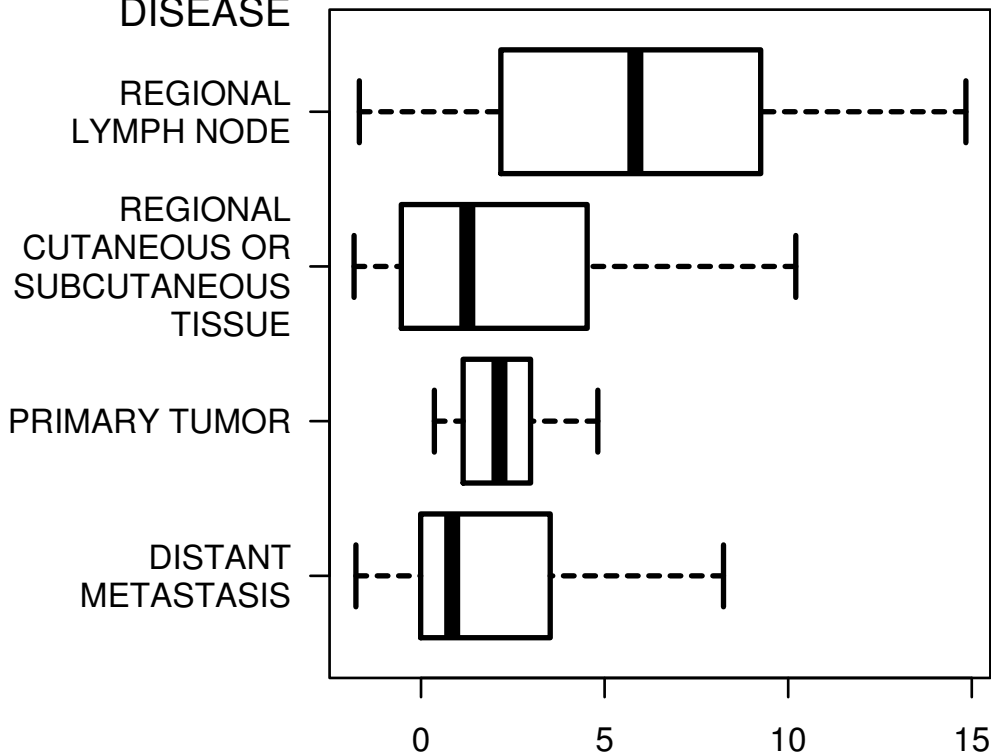 DISEASE
REGIONAL
LYMPH NODE
REGIONAL
CUTANEOUS OR
SUBCUTANEOUS
TISSUE
PRIMARY TUMOR
DISTANT
METASTASIS
0 5 10 15